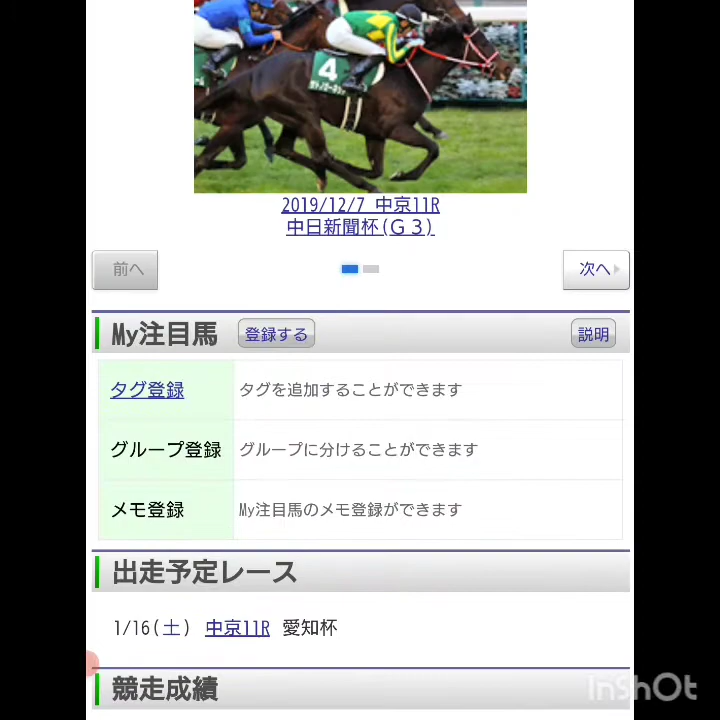 4
2019/12/7 中京11R
中日新聞杯(G3)
前へ
次へ
My注目馬 登録する 説明
タグ登録 タグを追加することができます
グループ登録 グループに分けることができます
メモ登録 My注目馬のメモ登録ができます
出走予定レース
1/16(土) 中京11R 愛知杯
競走成績
InShOt